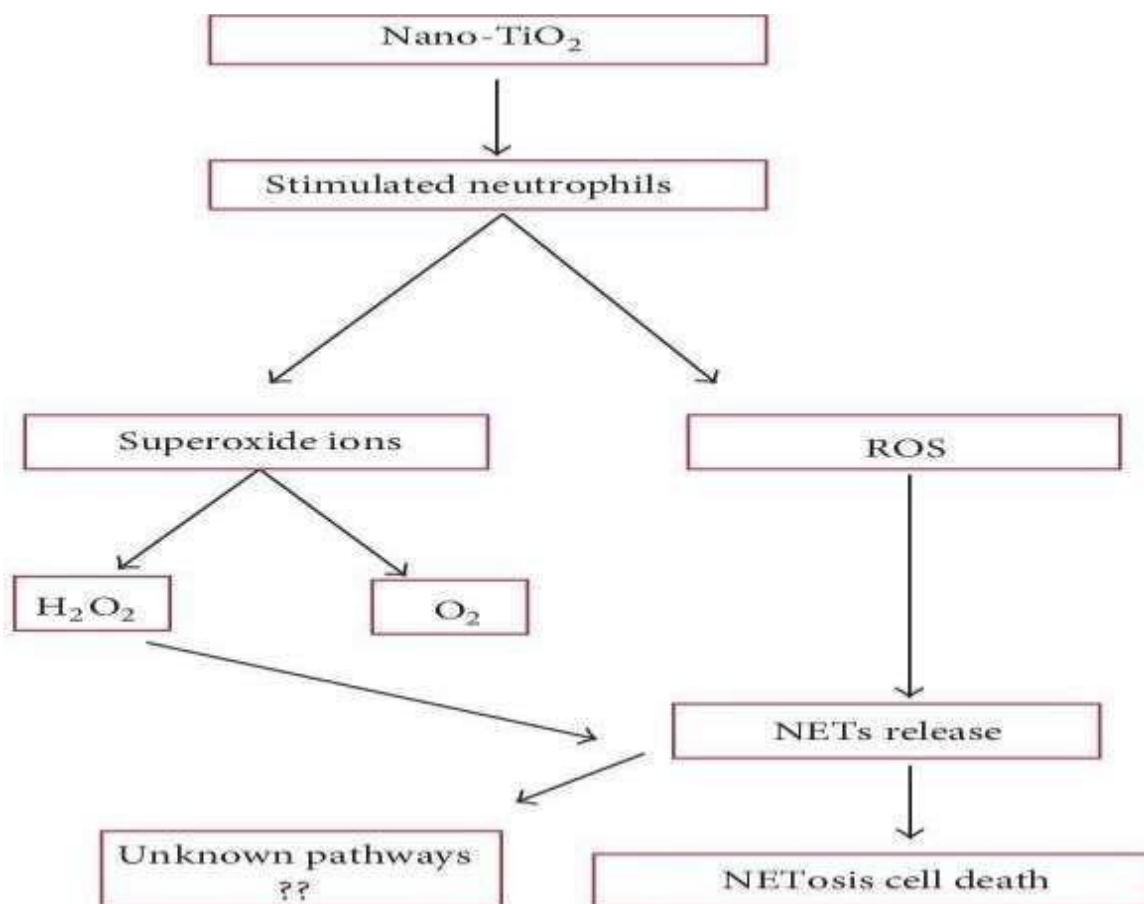 Nano-TiO₂
Stimulated neutrophils
Superoxide ions
ROS
H₂O₂
O₂
NETs release
Unknown pathways
??
NETosis cell death